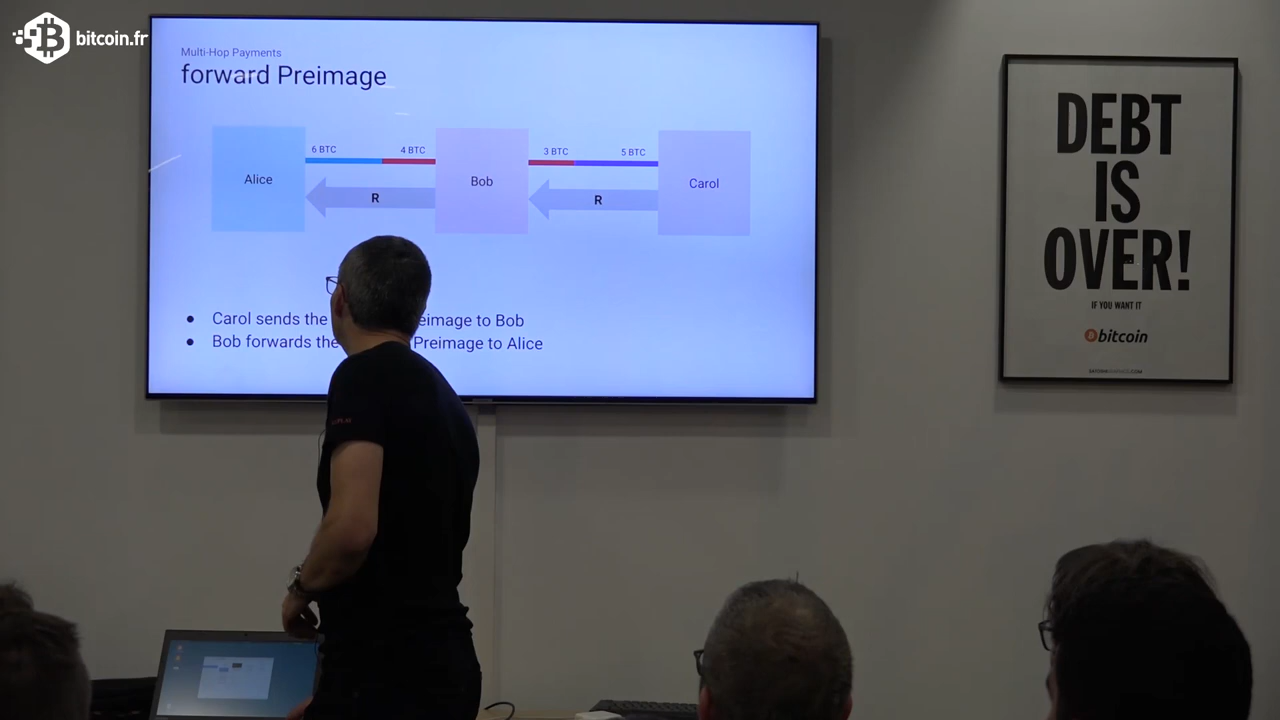 bitcoin.fr
Multi-Hop Payments
forward Preimage
6 BTC
4 BTC
3 BTC
5 BTC
Alice
Bob
Carol
R
R
Carol sends the eimage to Bob
Bob forwards the Preimage to Alice
DEBT
IS
OVER!
IF YOU WANT IT
bitcoin